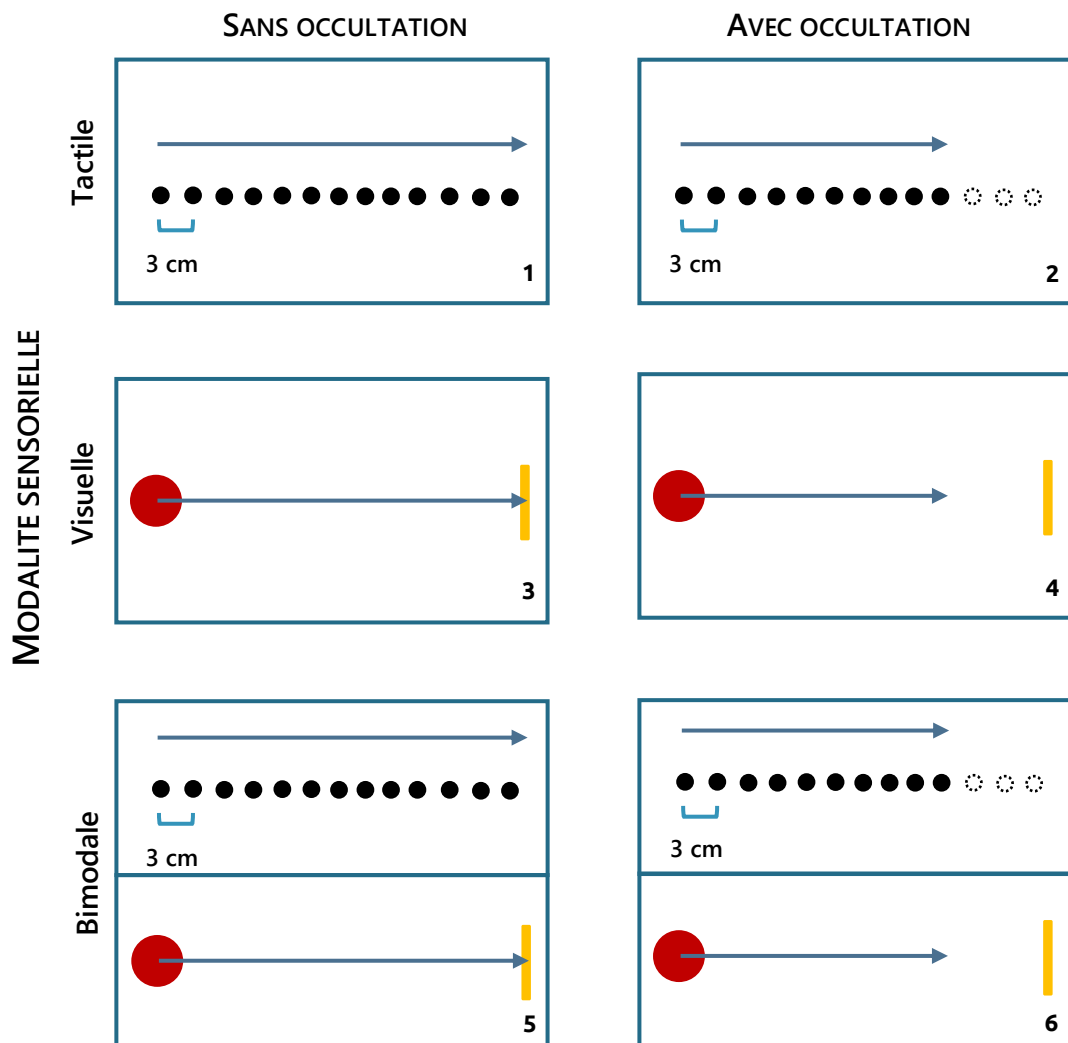 SANS OCCULTATION
AVEC OCCULTATION
MODALITE SENSORIELLE
Tactile
3 cm
1
3 cm
2
Visuelle
3
4
Bimodale
3 cm
5
3 cm
6